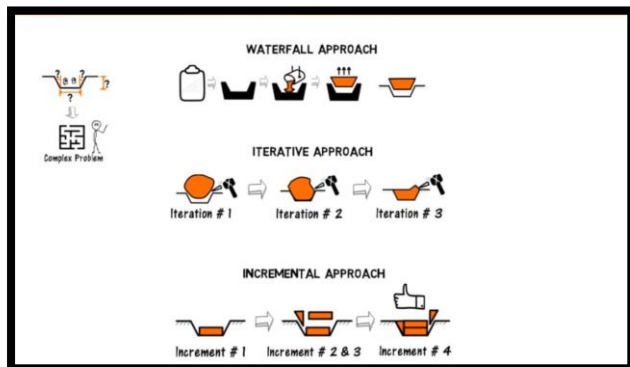 WATERFALL APPROACH
? ? ?
?
Complex Problem
ITERATIVE APPROACH
Iteration # 1 Iteration # 2 Iteration # 3
INCREMENTAL APPROACH
Increment # 1 Increment # 2 & 3 Increment # 4